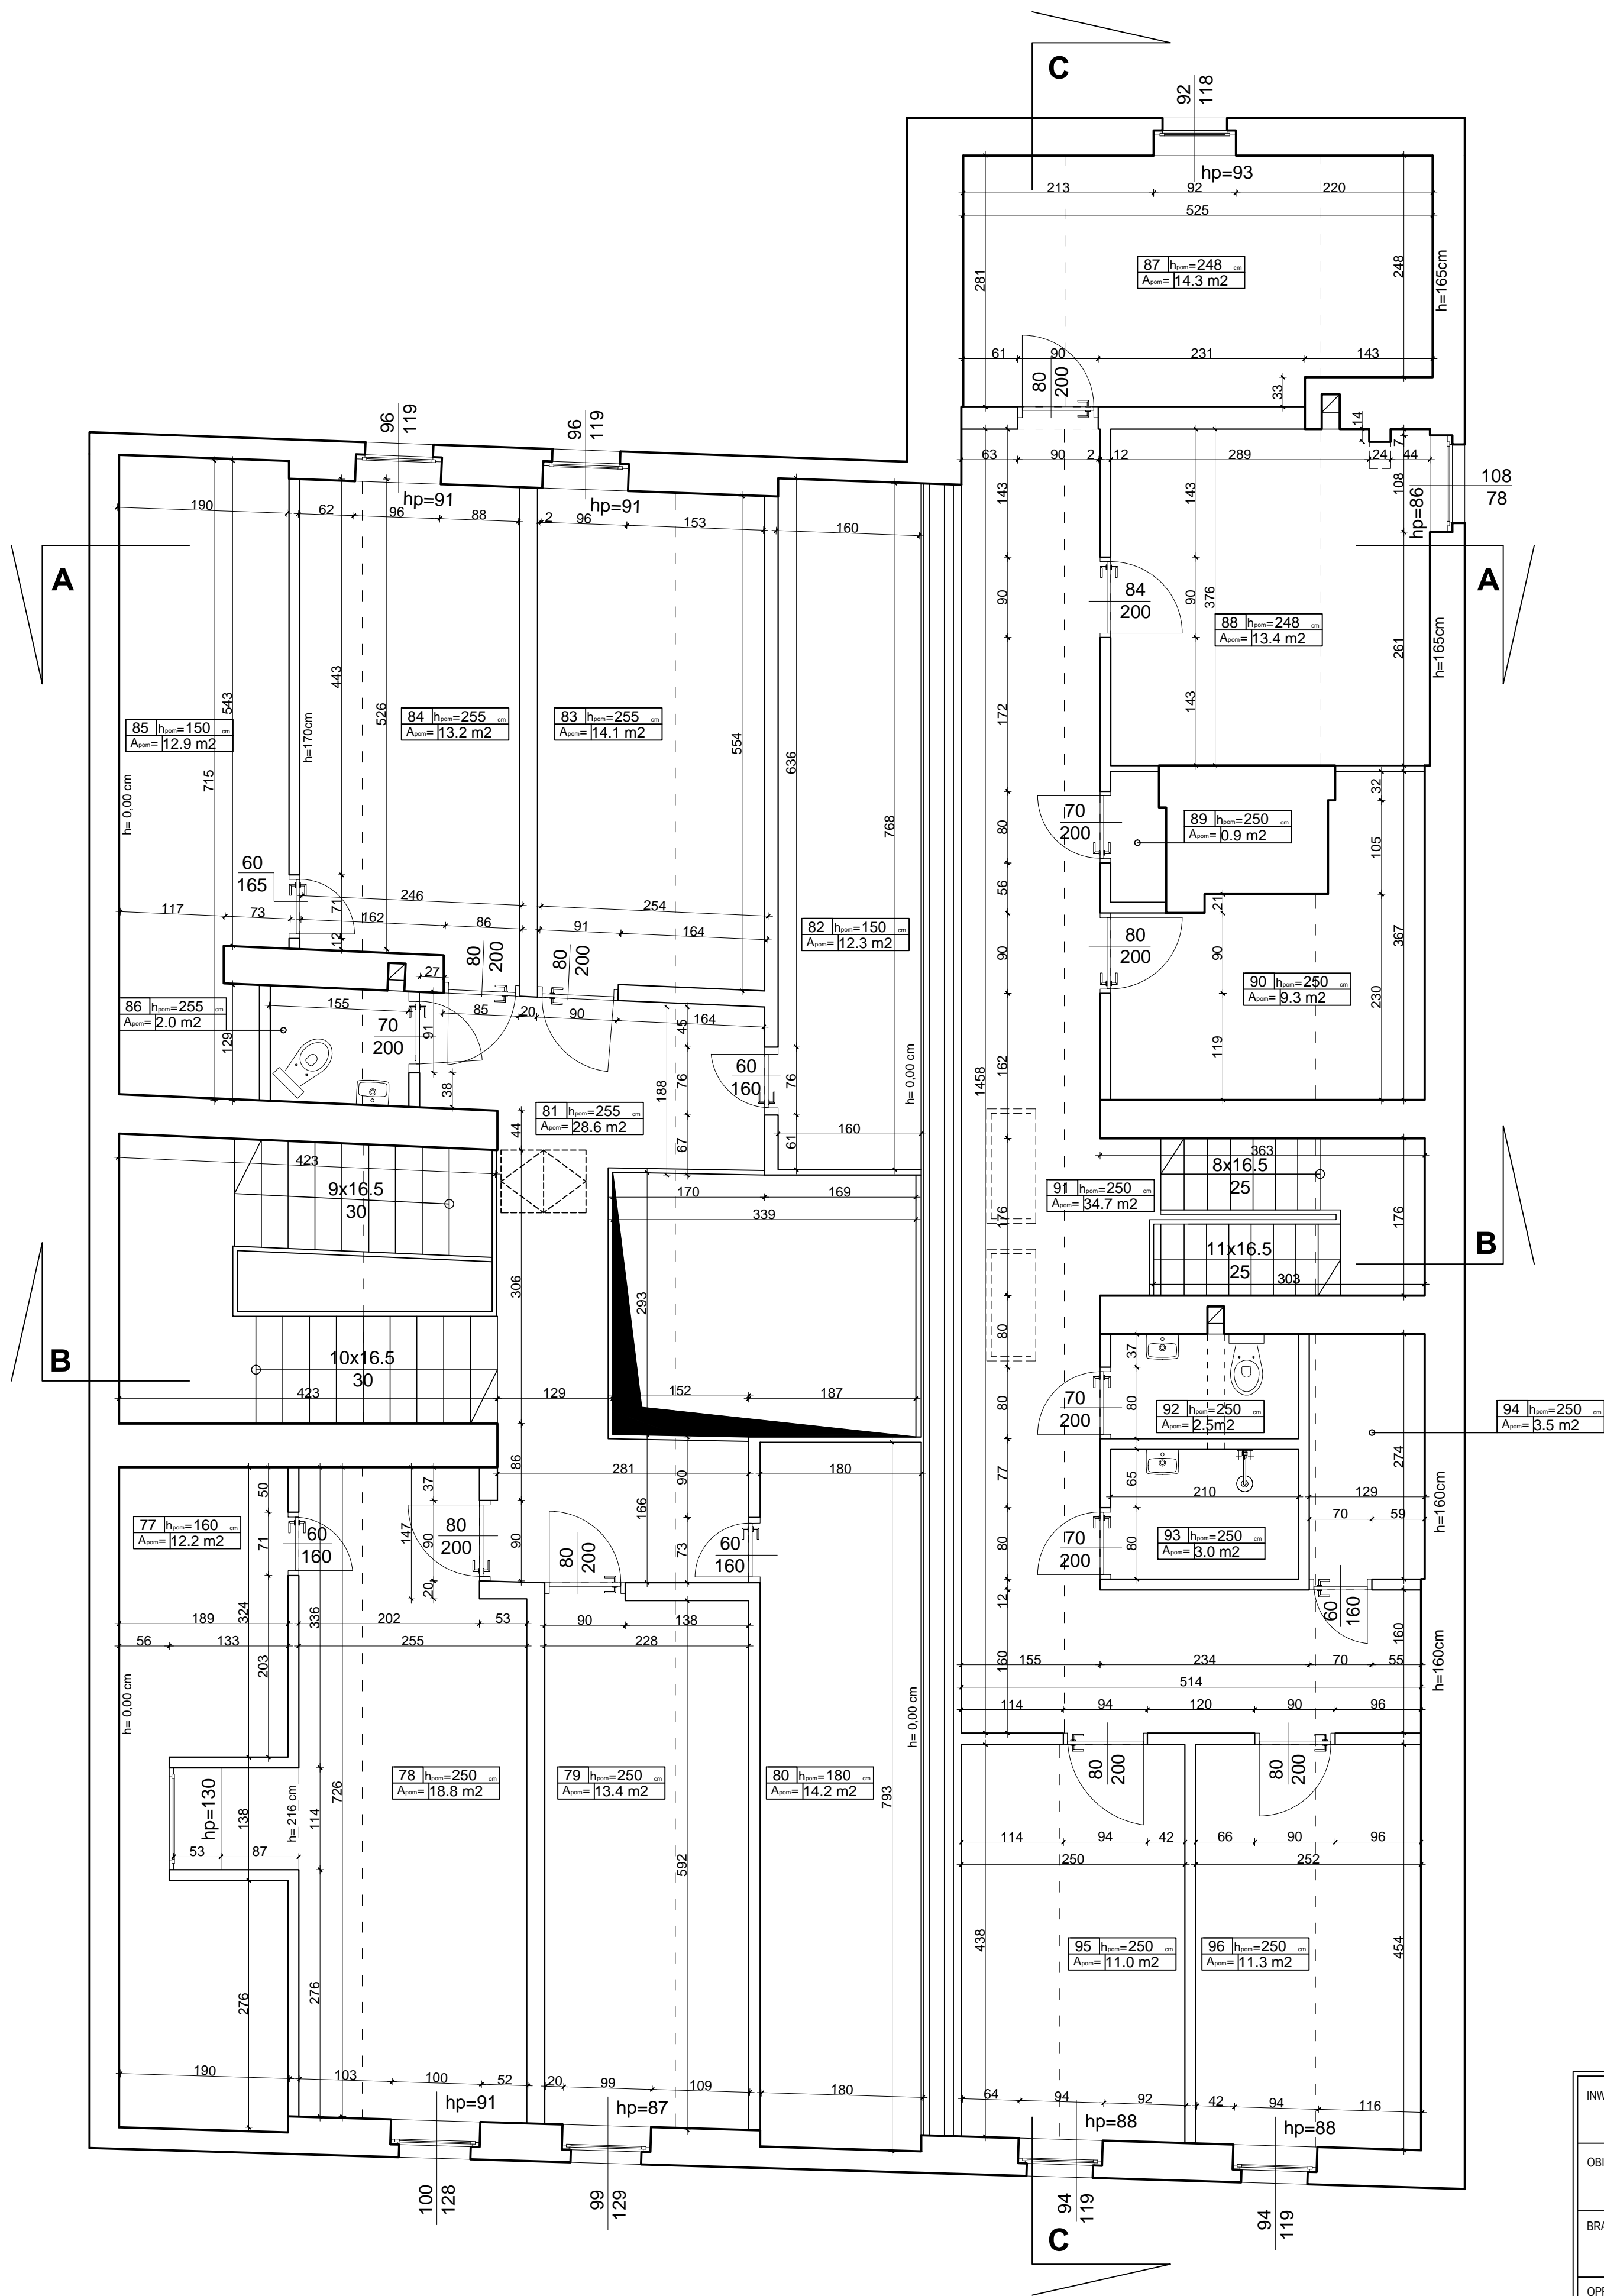 C
92
118
hp=93
213 92 220
525
281
248
h=165cm
87 hpom=248 cm
Apom= 14.3 m2
61 90 231 143
80
200
33
14
7
63 90 2 12 289 24 44
108
hp=86
108
78
96
119
96
119
hp=91
hp=91
190 62 96 88 2 96 153 160
A
A
143
143
90
84
200
90
376
88 hpom=248 cm
Apom= 13.4 m2
261
h=165cm
172
143
443
526
543
715
h=170cm
h= 0,00 cm
85 hpom=150 cm
Apom= 12.9 m2
84 hpom=255 cm
Apom= 13.2 m2
83 hpom=255 cm
Apom= 14.1 m2
554
636
768
80
70
200
89 hpom=250 cm
Apom= 0.9 m2
32
105
56
21
60
165
71
12
246
254
117 73 162 86 91 164
82 hpom=150 cm
Apom= 12.3 m2
80
200
80
200
27
90
80
200
90
367
90 hpom=250 cm
Apom= 9.3 m2
230
119
162
1458
86 hpom=255 cm
Apom= 2.0 m2
155
129
70
200
91
38
85 20 90 164
45
188
76
67
60
160
76
61
h= 0,00 cm
81 hpom=255 cm
Apom= 28.6 m2
44
160
423
9x16.5
30
170 169
339
363
8x16.5
25
91 hpom=250 cm
Apom= 34.7 m2
176
176
11x16.5
25
303
B
306
293
B
10x16.5
30
423 129 152 187
80
37
80
80
70
200
92 hpom=250 cm
Apom= 2.5m2
94 hpom=250 cm
Apom= 3.5 m2
274
86
281
90
180
166
50
37
77
65
210 129
70 59
h=160cm
77 hpom=160 cm
Apom= 12.2 m2
71
60
160
147
90
80
200
90
80
200
73
60
160
80
70
200
80
93 hpom=250 cm
Apom= 3.0 m2
20
12
60
160
324
336
189 202 53 90 138
56 133 255 228
203
160
160
155 234 70 55
514
114 94 120 90 96
h=160cm
h= 0,00 cm
h= 0,00 cm
80
200
80
200
hp=130
138
h= 216 cm
114
726
78 hpom=250 cm
Apom= 18.8 m2
79 hpom=250 cm
Apom= 13.4 m2
80 hpom=180 cm
Apom= 14.2 m2
793
53 87
592
114 94 42 66 90 96
250 252
438
95 hpom=250 cm
Apom= 11.0 m2
96 hpom=250 cm
Apom= 11.3 m2
454
276
276
190 103 100 52 20 99 109 180
64 94 92 42 94 116
hp=91
hp=87
hp=88
hp=88
100
128
99
129
94
119
94
119
C